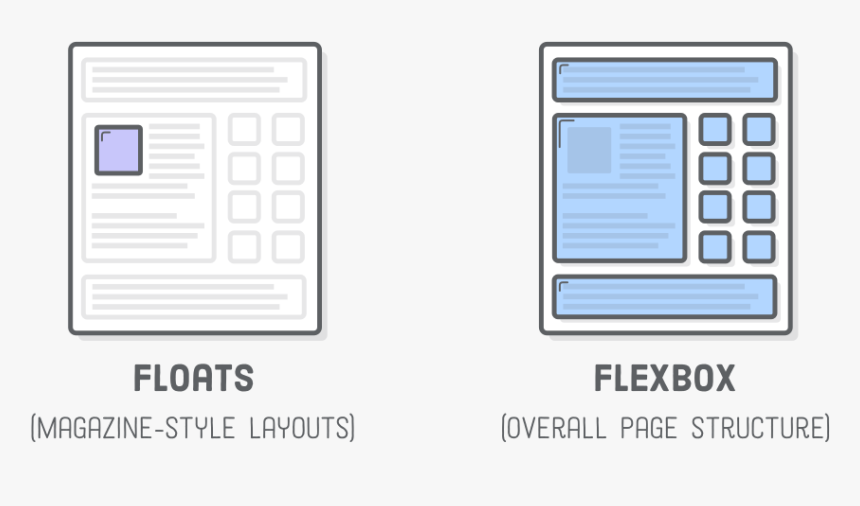 FLOATS
(MAGAZINE-STYLE LAYOUTS)
FLEXBOX
(OVERALL PAGE STRUCTURE)